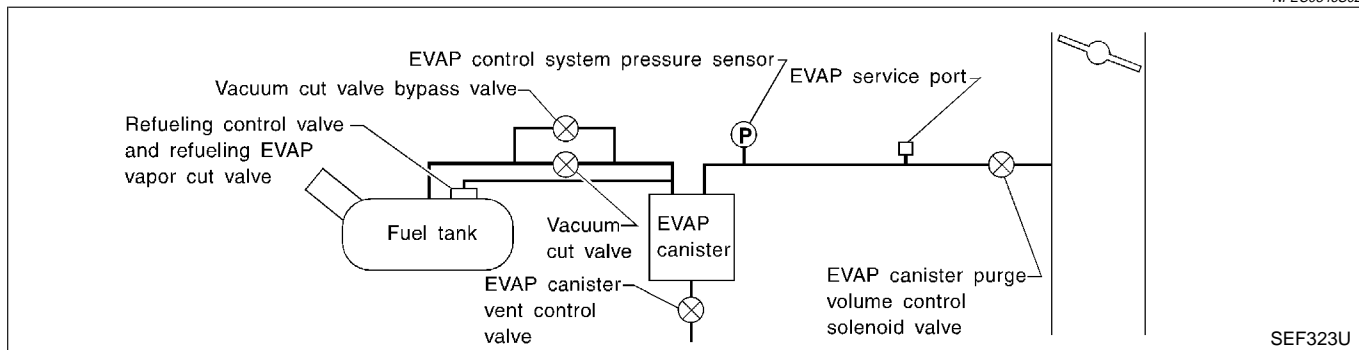 EVAP control system pressure sensor
EVAP service port
Vacuum cut valve bypass valve
Refueling control valve
and refueling EVAP
vapor cut valve
P
Fuel tank
Vacuum
cut valve
EVAP
canister
EVAP canister
vent control
valve
EVAP canister purge
volume control
solenoid valve
SEF323U